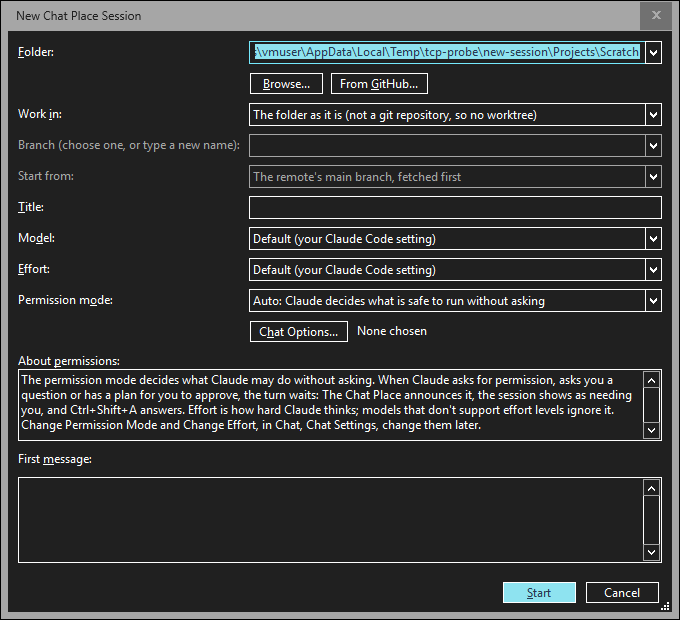 New Chat Place Session
Folder:
\vmuser\AppData\Local\Temp\tcp-probe\new-session\Projects\Scratch
Browse...
From GitHub...
Work in:
The folder as it is (not a git repository, so no worktree)
Branch (choose one, or type a new name):
Start from:
The remote's main branch, fetched first
Title:
Model:
Default (your Claude Code setting)
Effort:
Default (your Claude Code setting)
Permission mode:
Auto: Claude decides what is safe to run without asking
Chat Options...
None chosen
About permissions:
The permission mode decides what Claude may do without asking. When Claude asks for permission, asks you a
question or has a plan for you to approve, the turn waits: The Chat Place announces it, the session shows as needing
you, and Ctrl+Shift+A answers. Effort is how hard Claude thinks; models that don't support effort levels ignore it.
Change Permission Mode and Change Effort, in Chat, Chat Settings, change them later.
First message:
Start
Cancel